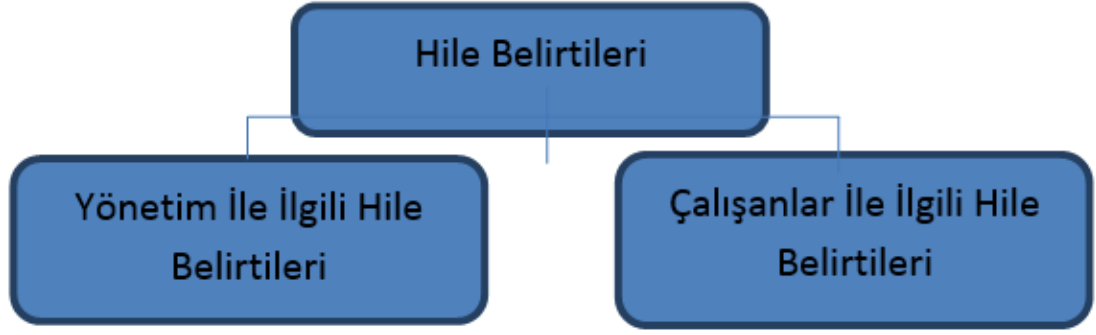 Hile Belirtileri
Yönetim İle İlgili Hile
Belirtileri
Çalışanlar İle İlgili Hile
Belirtileri